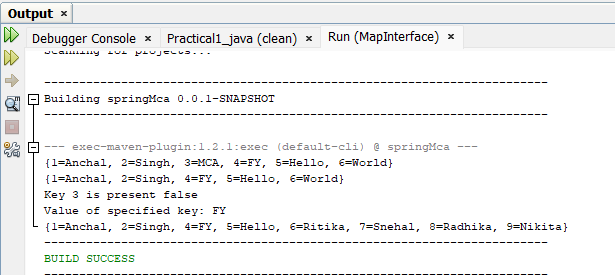 Output ×
Debugger Console × Practical1_java (clean) × Run (MapInterface) ×
Scanning for projects...
------------------------------------------------------------------------
Building springMca 0.0.1-SNAPSHOT
------------------------------------------------------------------------
--- exec-maven-plugin:1.2.1:exec (default-cli) @ springMca ---
{1=Anchal, 2=Singh, 3=MCA, 4=FY, 5=Hello, 6=World}
{1=Anchal, 2=Singh, 4=FY, 5=Hello, 6=World}
Key 3 is present false
Value of specified key: FY
{1=Anchal, 2=Singh, 4=FY, 5=Hello, 6=Ritika, 7=Snehal, 8=Radhika, 9=Nikita}
------------------------------------------------------------------------
BUILD SUCCESS
------------------------------------------------------------------------